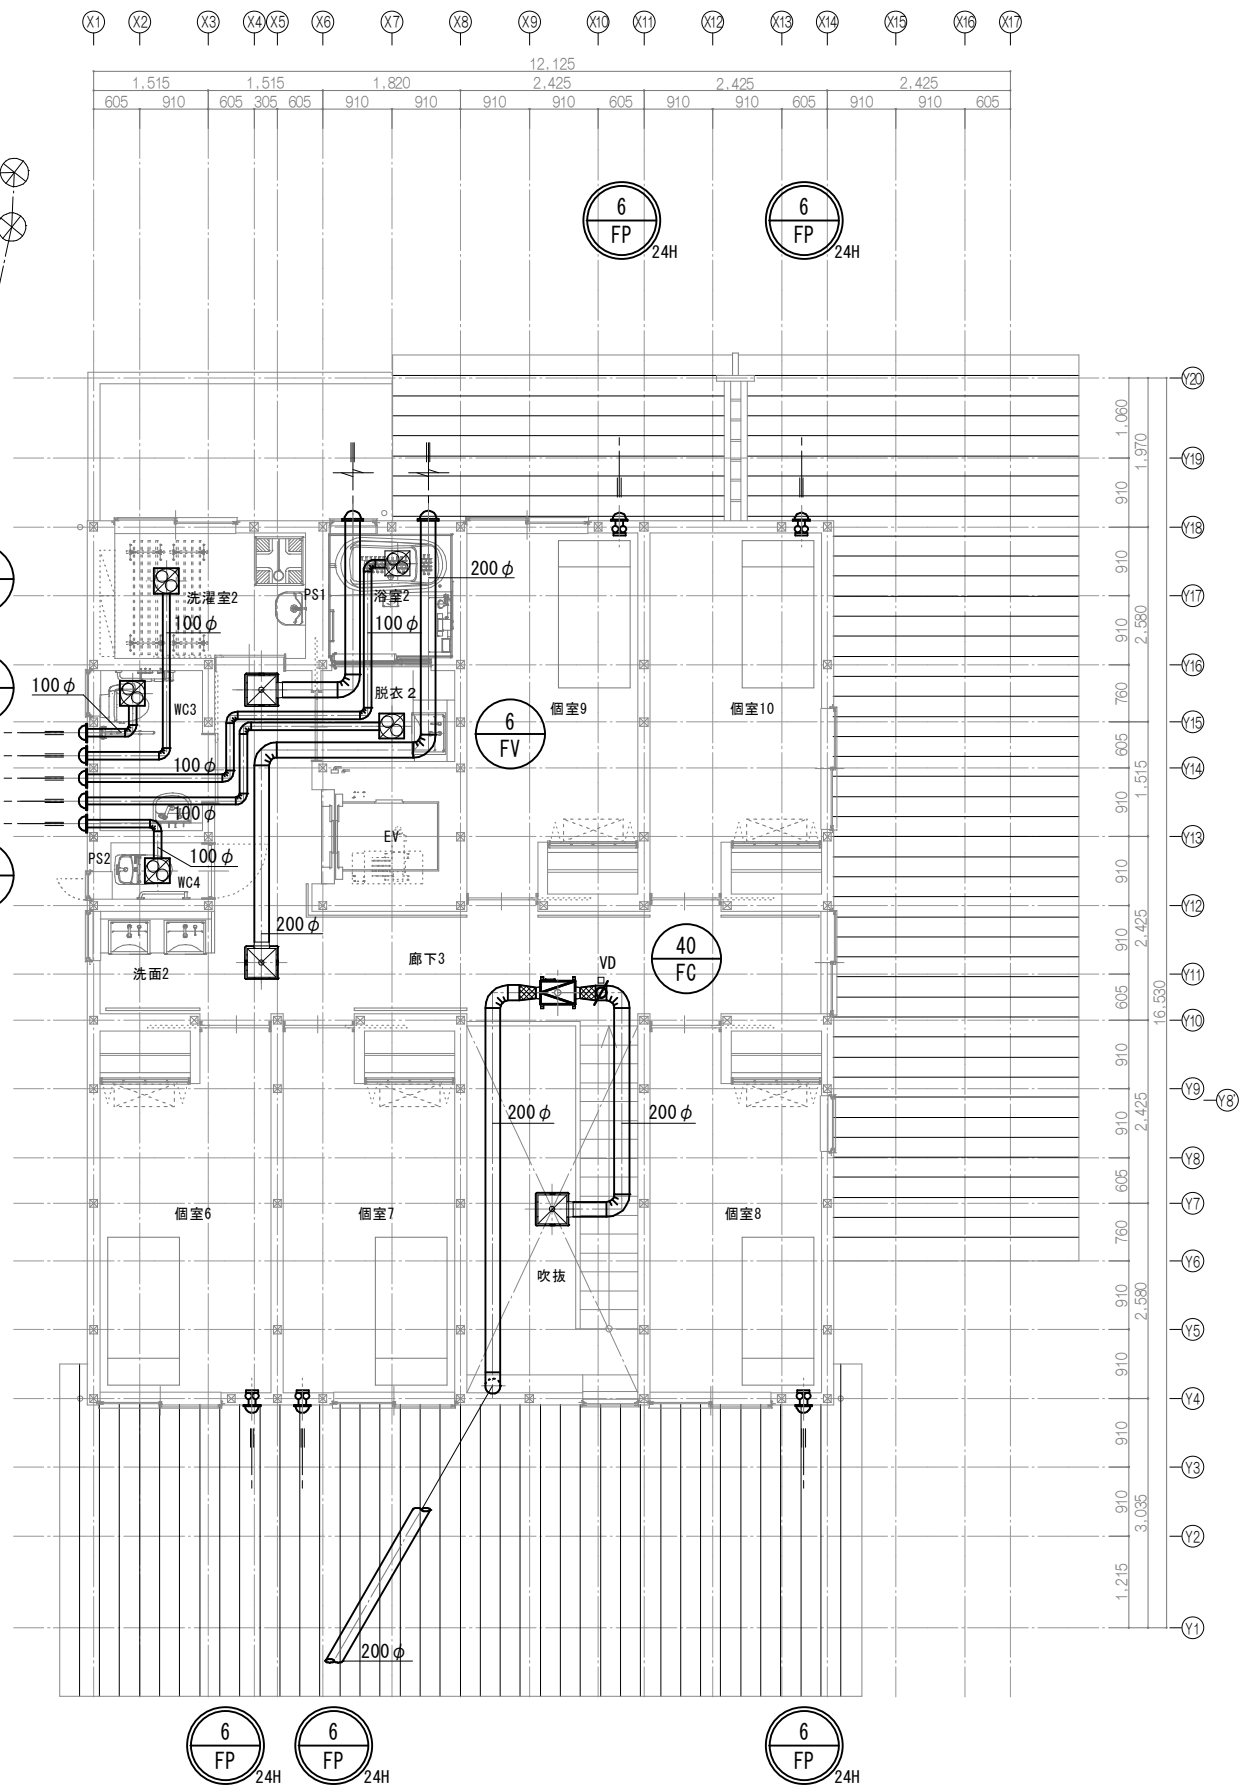 X1 X2 X3 X4 X5 X6 X7 X8 X9 X10 X11 X12 X13 X14 X15 X16 X17
12,125
1,515 1,515 1,820 2,425 2,425 2,425
605 910 605 305 605 910 910 910 910 605 910 910 605 910 910 605
6
FP
24H
6
FP
24H
Y20
1,060
1,970
Y19
910
Y18
910
200φ
Y17
洗濯室2
PS1
浴室2
100φ
100φ
2,580
910
Y16
脱衣2
100φ
WC3
760
個室9
個室10
6
FV
Y15
605
100φ
Y14
1,515
910
100φ
EV
Y13
PS2
100φ
WC4
910
Y12
200φ
40
FC
廊下3
VD
洗面2
910
2,425
Y11
605
16,530
Y10
910
Y9
Y8'
200φ
200φ
910
2,425
Y8
605
Y7
個室6
個室7
個室8
760
Y6
吹抜
910
2,580
Y5
910
Y4
910
Y3
910
3,035
Y2
1,215
Y1
200φ
6
FP
24H
6
FP
24H
6
FP
24H